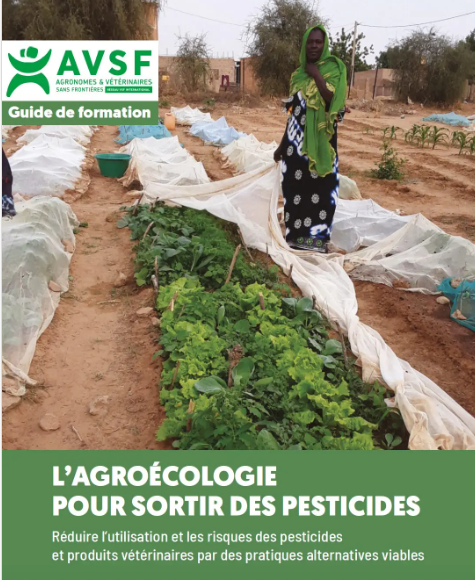 AVSF
AGRONOMES & VÉTÉRINAIRES
SANS FRONTIÈRES
Guide de formation
L'AGROÉCOLOGIE
POUR SORTIR DES PESTICIDES
Réduire l'utilisation et les risques des pesticides
et produits vétérinaires par des pratiques alternatives viables